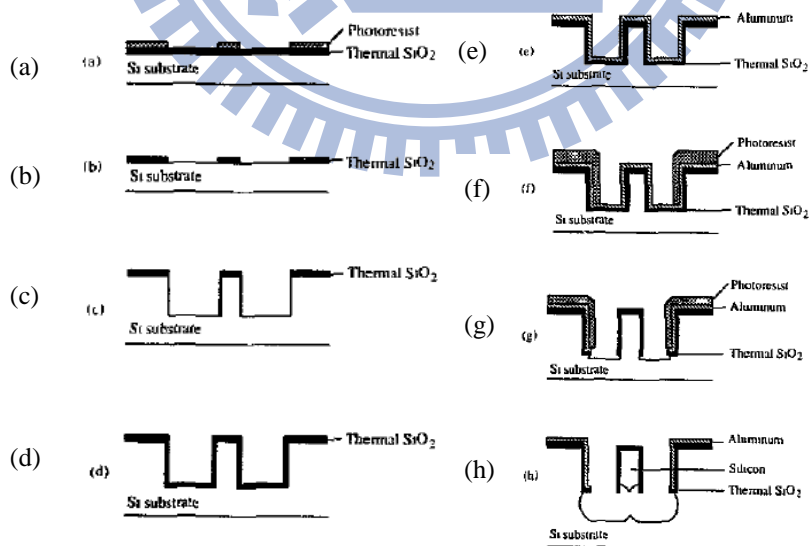 (a)
(a)
Photoresist
Thermal SiO2
Si substrate
(b)
(b)
Thermal SiO2
Si substrate
(c)
(c)
Thermal SiO2
Si substrate
(d)
(d)
Thermal SiO2
Si substrate
(e)
(e)
Aluminum
Thermal SiO2
Si substrate
(f)
(f)
Photoresist
Aluminum
Thermal SiO2
Si substrate
(g)
(g)
Photoresist
Aluminum
Thermal SiO2
Si substrate
(h)
(h)
Aluminum
Silicon
Thermal SiO2
Si substrate